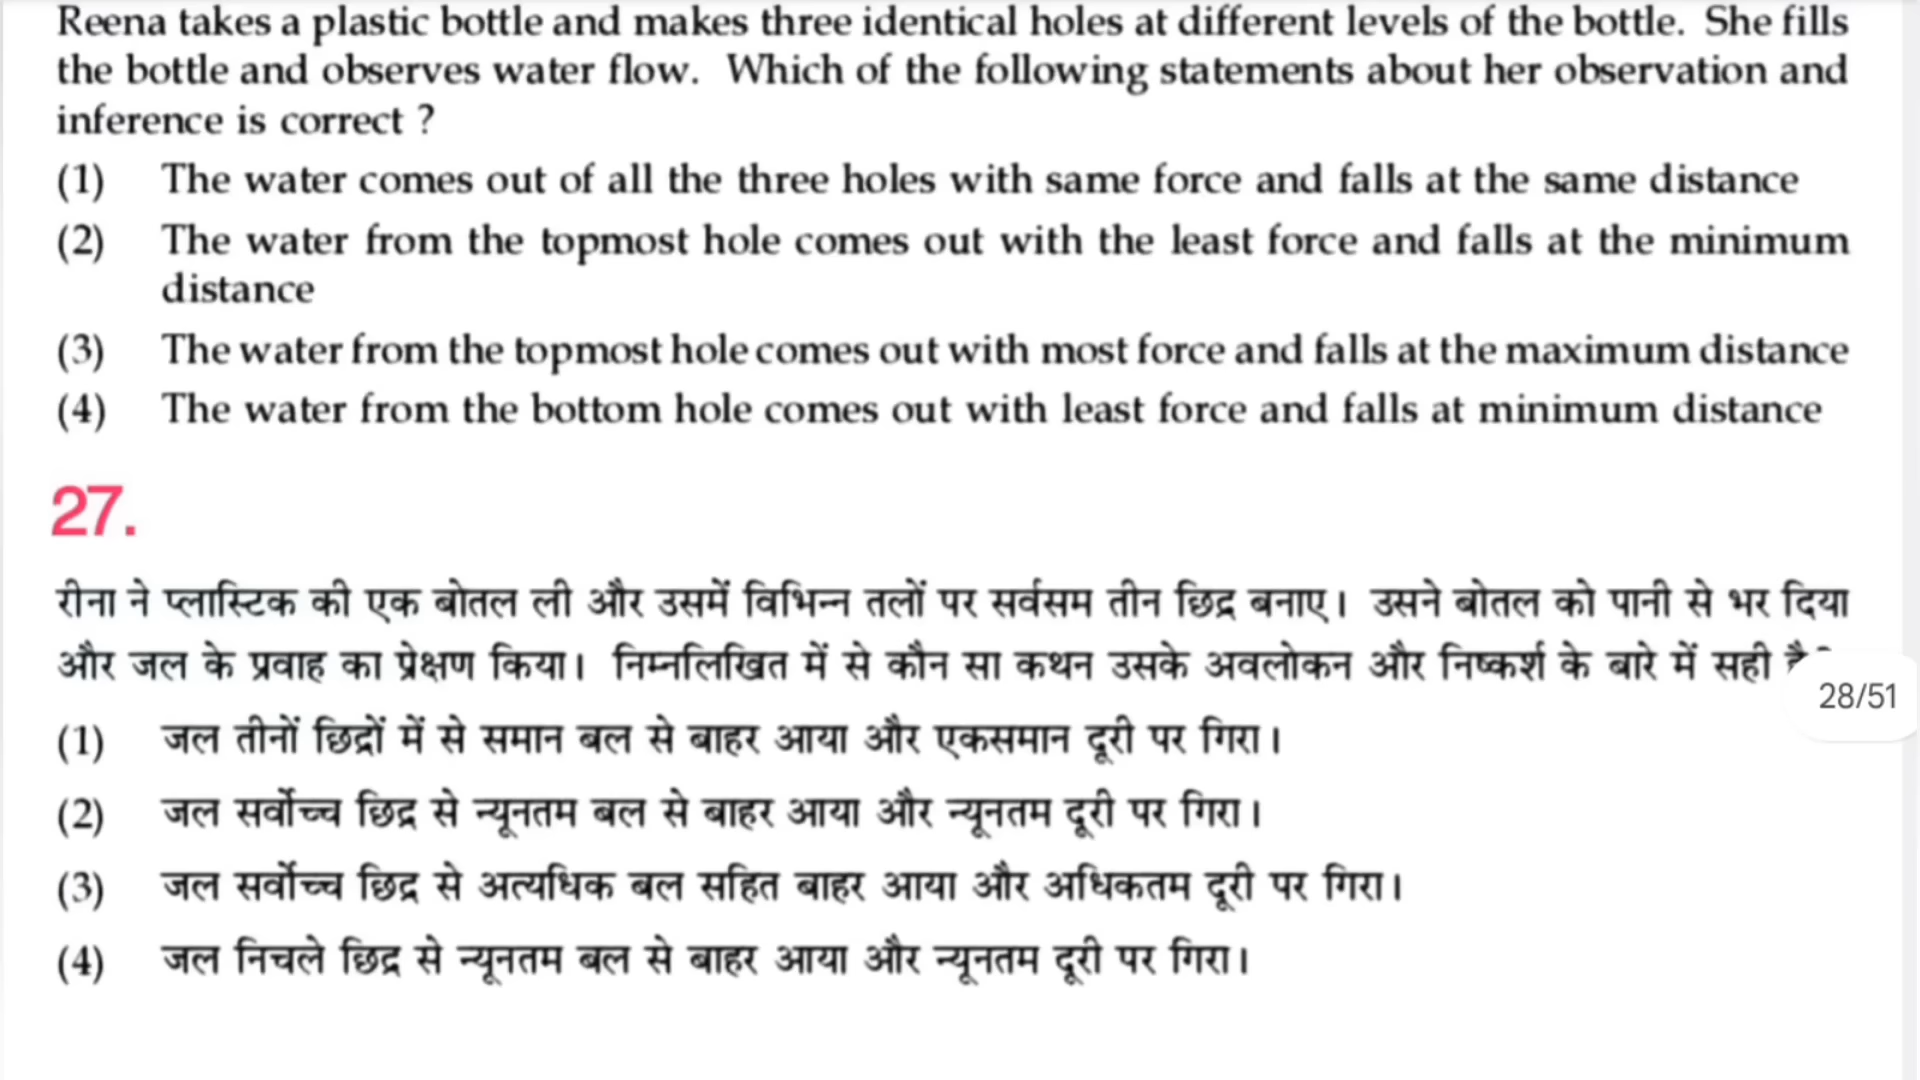 Reena takes a plastic bottle and makes three identical holes at different levels of the bottle. She fills
the bottle and observes water flow. Which of the following statements about her observation and
inference is correct ?
(1) The water comes out of all the three holes with same force and falls at the same distance
(2) The water from the topmost hole comes out with the least force and falls at the minimum
distance
(3) The water from the topmost hole comes out with most force and falls at the maximum distance
(4) The water from the bottom hole comes out with least force and falls at minimum distance
27.
रीना ने प्लास्टिक की एक बोतल ली और उसमें विभिन्न तलों पर सर्वसम तीन छिद्र बनाए। उसने बोतल को पानी से भर दिया
और जल के प्रवाह का प्रेक्षण किया। निम्नलिखित में से कौन सा कथन उसके अवलोकन और निष्कर्श के बारे में सही
28/51
(1) जल तीनों छिद्रों में से समान बल से बाहर आया और एकसमान दूरी पर गिरा।
(2) जल सर्वोच्च छिद्र से न्यूनतम बल से बाहर आया और न्यूनतम दूरी पर गिरा।
(3) जल सर्वोच्च छिद्र से अत्यधिक बल सहित बाहर आया और अधिकतम दूरी पर गिरा।
(4) जल निचले छिद्र से न्यूनतम बल से बाहर आया और न्यूनतम दूरी पर गिरा।